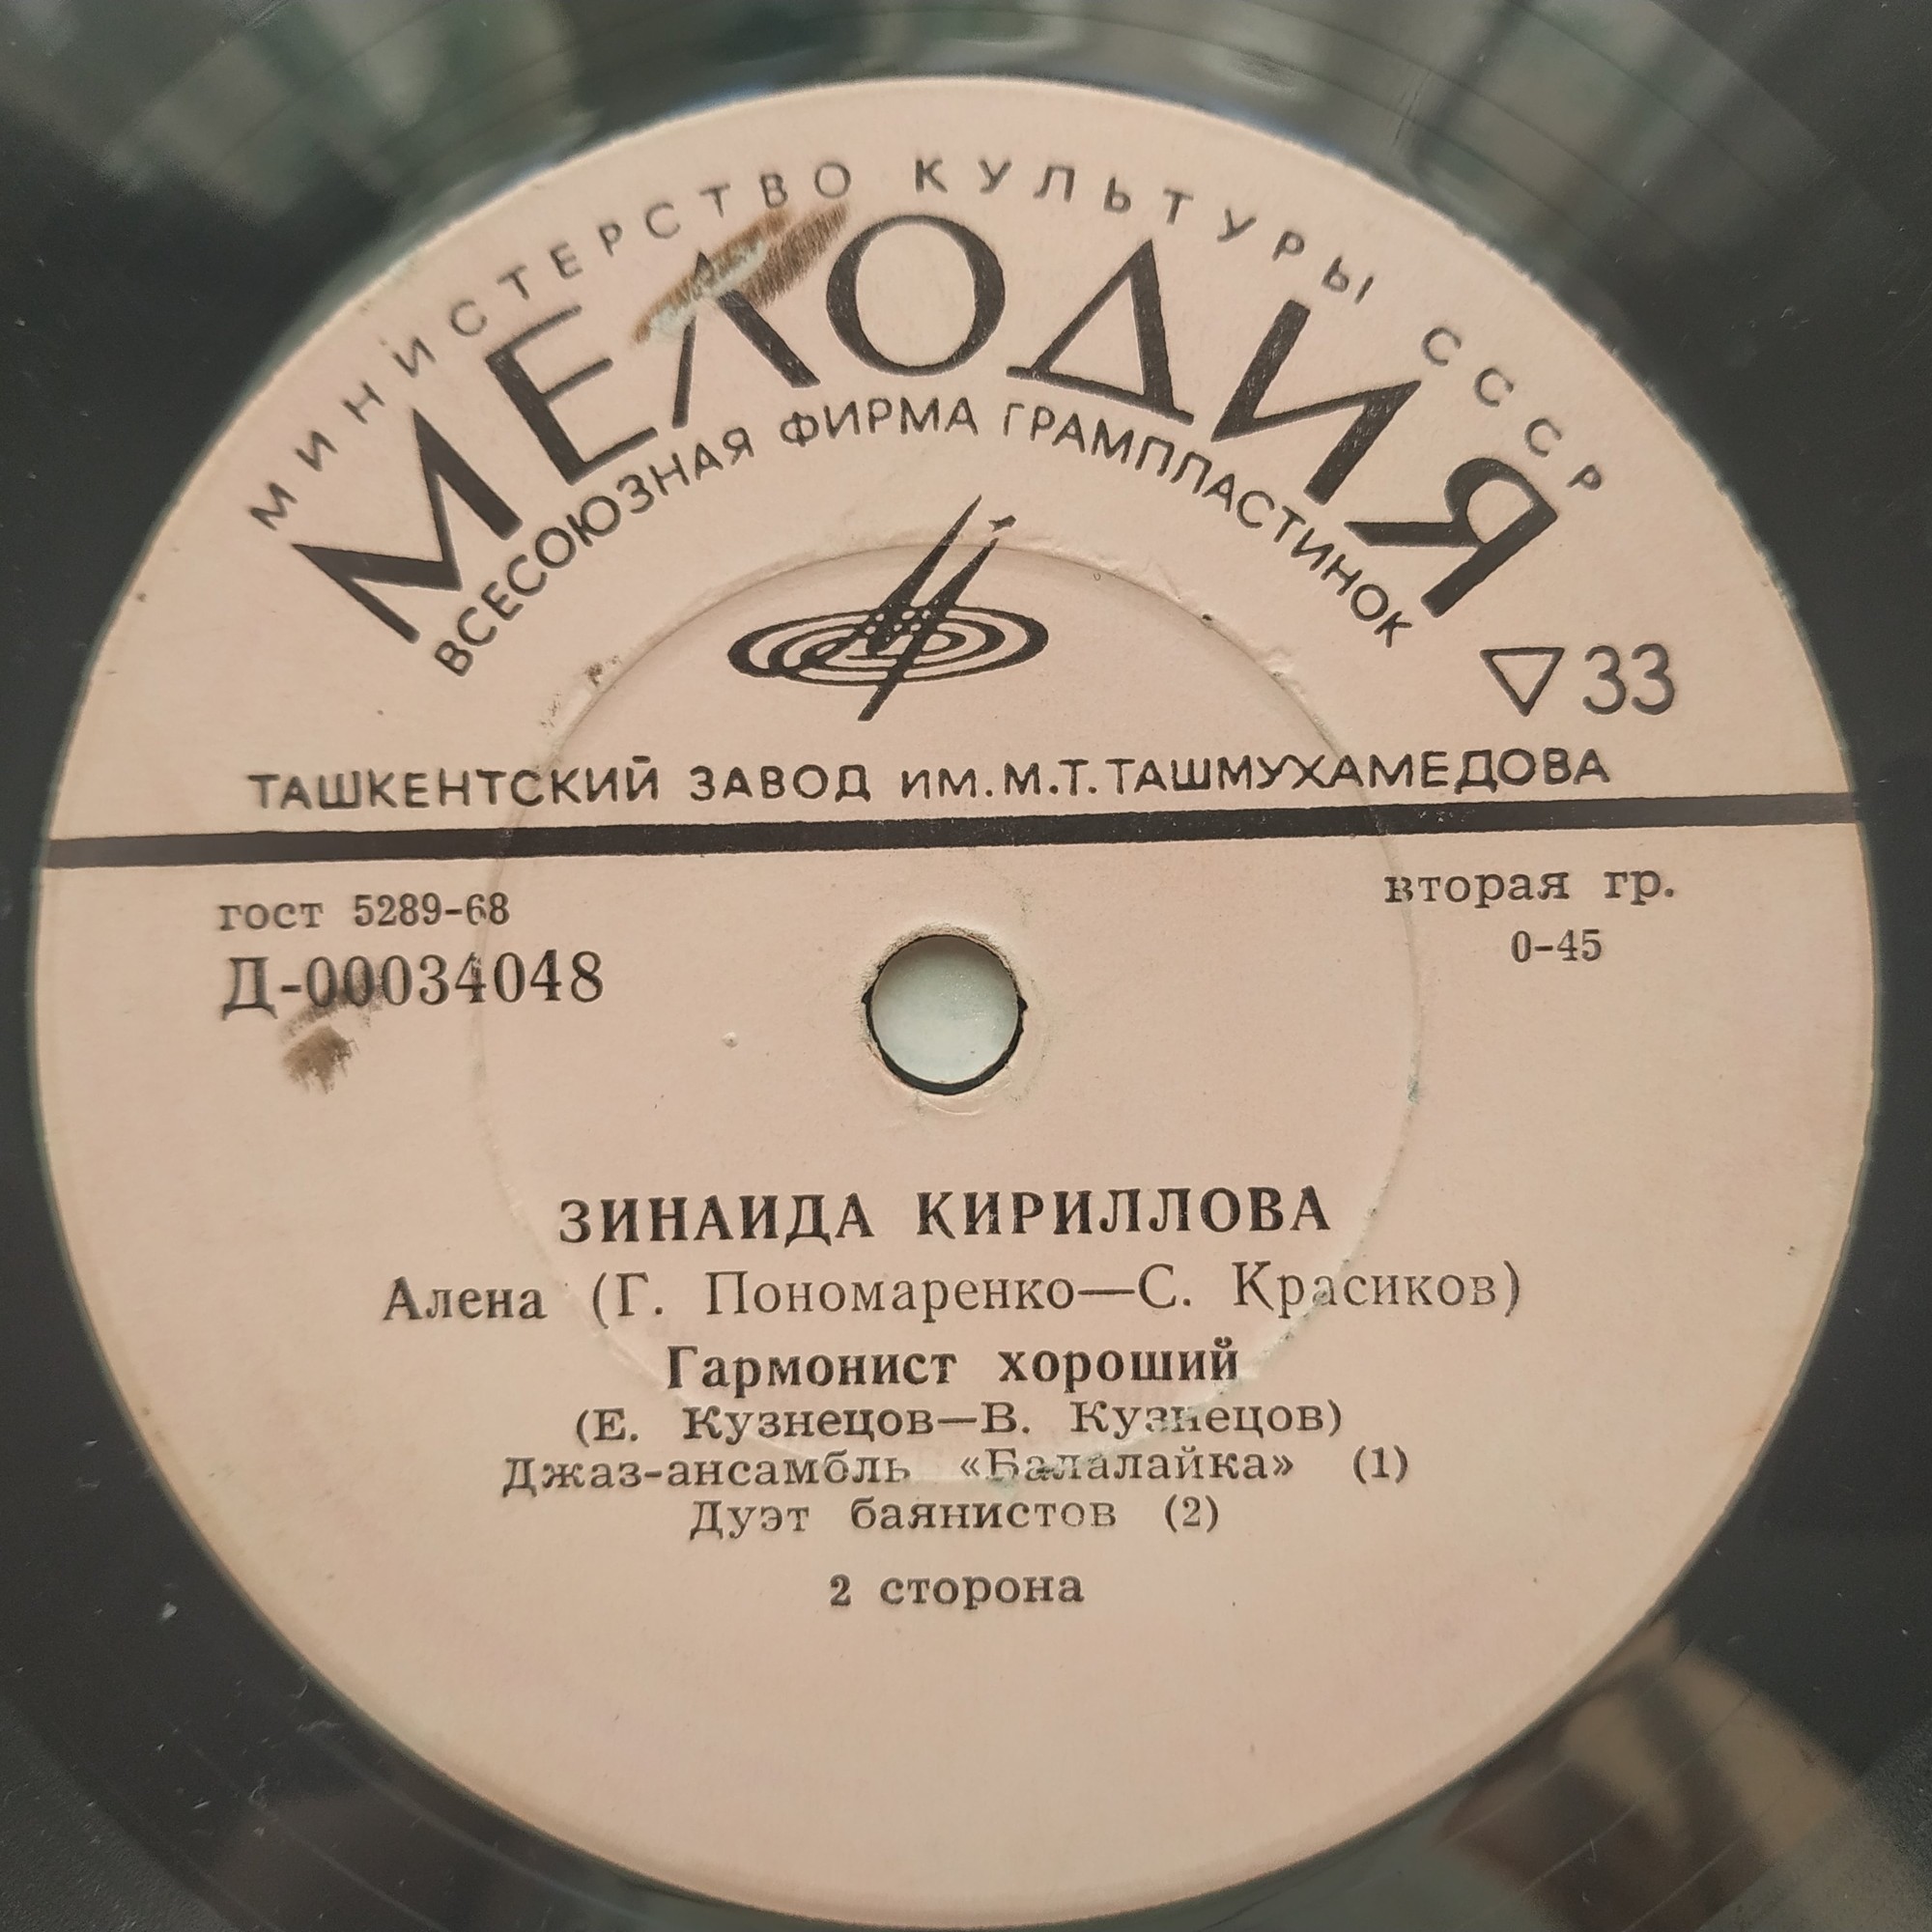 МИНИСТЕРСТВО КУЛЬТУРЫ СССР
МЕЛОДИЯ
ВСЕСОЮЗНАЯ ФИРМА ГРАМПЛАСТИНОК
▽33
ТАШКЕНТСКИЙ ЗАВОД ИМ. М.Т. ТАШМУХАМЕДОВА
гост 5289-68
Д-00034048
вторая гр.
0-45
ЗИНАИДА КИРИЛЛОВА
Алена (Г. Пономаренко—С. Красиков)
Гармонист хороший
(Е. Кузнецов—В. Кузнецов)
Джаз-ансамбль «Балалайка» (1)
Дуэт баянистов (2)
2 сторона